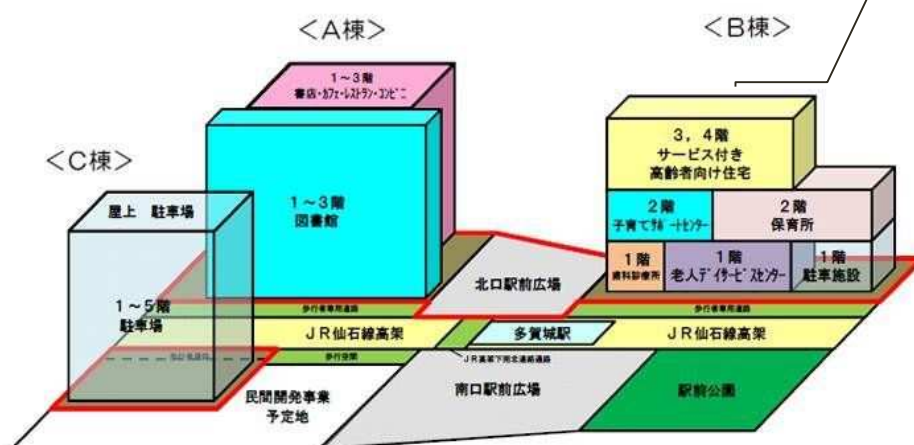 <A棟>
<B棟>
<C棟>
1~3階
書店・カフェ・レストラン・コンビニ
1~3階
図書館
3,4階
サービス付き
高齢者向け住宅
2階
子育てサポートセンター
2階
保育所
1階
歯科診療所
1階
老人デイサービスセンター
1階
駐車施設
屋上 駐車場
1~5階
駐車場
北口駅前広場
歩行者専用通路
歩行者専用通路
JR仙石線高架
多賀城駅
JR仙石線高架
歩行空間
JR高架下南北連絡通路
民間開発事業
予定地
南口駅前広場
駅前公園